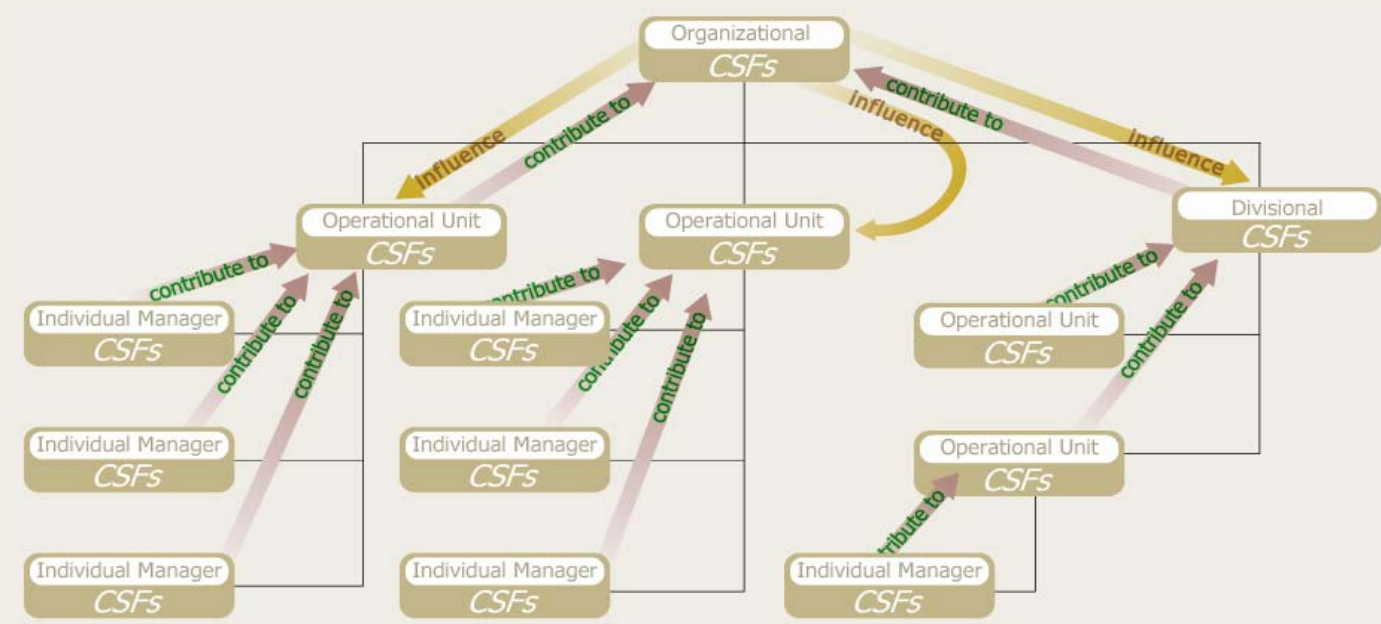 Organizational
CSFs
influence
contribute to
influence
contribute to
influence
Operational Unit
CSFs
Operational Unit
CSFs
Divisional
CSFs
contribute to
contribute to
contribute to
contribute to
contribute to
contribute to
contribute to
contribute to
Individual Manager
CSFs
Individual Manager
CSFs
Operational Unit
CSFs
Individual Manager
CSFs
Individual Manager
CSFs
Operational Unit
CSFs
contribute to
Individual Manager
CSFs
Individual Manager
CSFs
Individual Manager
CSFs